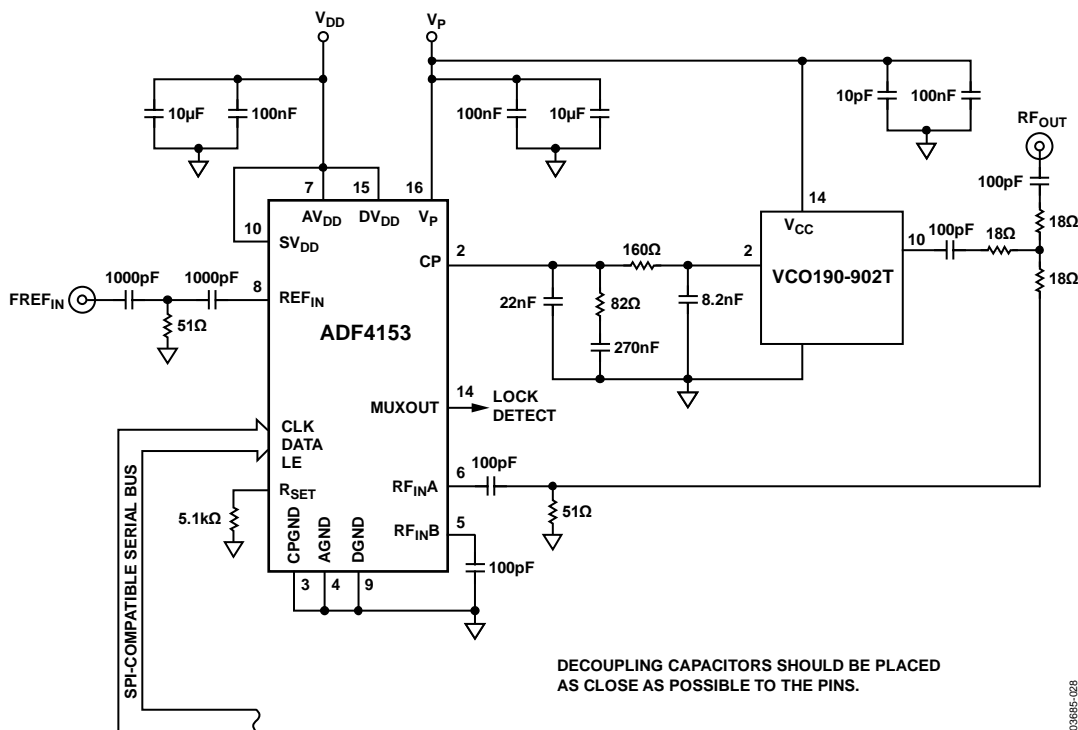 VDD
VP
10µF
100nF
100nF
10µF
10pF
100nF
RFOUT
100pF
18Ω
7
15
16
14
AVDD
DVDD
VP
VCC
10
SVDD
CP
2
160Ω
2
VCO190-902T
10
100pF
18Ω
18Ω
FREFIN
1000pF
1000pF
8
REFIN
51Ω
ADF4153
22nF
82Ω
270nF
8.2nF
MUXOUT
14
LOCK
DETECT
CLK
DATA
LE
RSET
5.1kΩ
RFINA
6
100pF
51Ω
RFINB
5
100pF
CPGND
AGND
DGND
3
4
9
SPI-COMPATIBLE SERIAL BUS
DECOUPLING CAPACITORS SHOULD BE PLACED
AS CLOSE AS POSSIBLE TO THE PINS.
03685-028